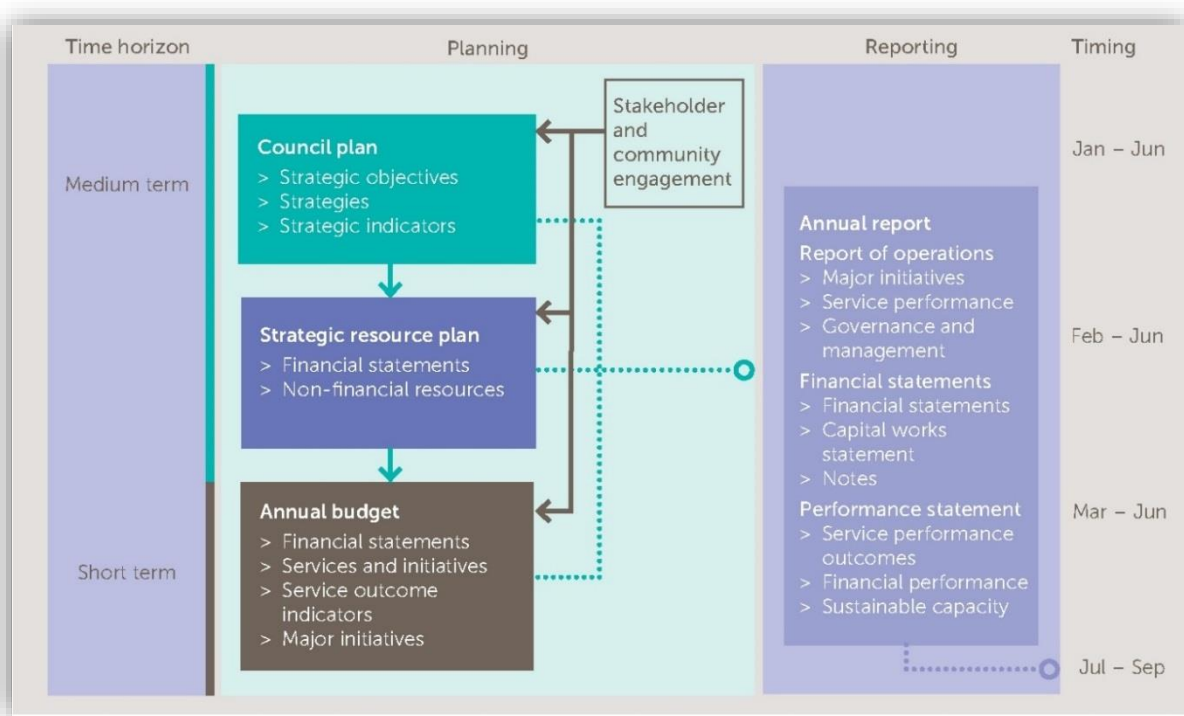 Time horizon
Planning
Reporting
Timing
Medium term
Short term
Council plan
> Strategic objectives
> Strategies
> Strategic indicators
Strategic resource plan
> Financial statements
> Non-financial resources
Annual budget
> Financial statements
> Services and initiatives
> Service outcome
indicators
> Major initiatives
Stakeholder
and
community
engagement
Annual report
Report of operations
> Major initiatives
> Service performance
> Governance and
management
Financial statements
> Financial statements
> Capital works
statement
> Notes
Performance statement
> Service performance
outcomes
> Financial performance
> Sustainable capacity
Jan – Jun
Feb – Jun
Mar – Jun
Jul – Sep